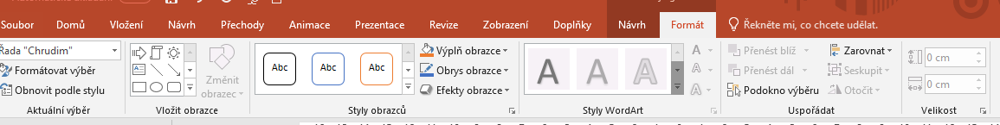 Soubor Domů Vložení Návrh Přechody Animace Prezentace Revize Zobrazení Doplňky Návrh Formát Řekněte mi, co chcete udělat.
Řada "Chrudim"
Formátovat výběr
Obnovit podle stylu
Aktuální výběr
A
Změnit
obrazec
Vložit obrazce
Abc Abc Abc
Výplň obrazce
Obrys obrazce
Efekty obrazce
Styly obrazců
A A A
A
A
A
Styly WordArt
Přenést blíž
Přenést dál
Podokno výběru
Zarovnat
Seskupit
Otočit
Uspořádat
0 cm
0 cm
Velikost